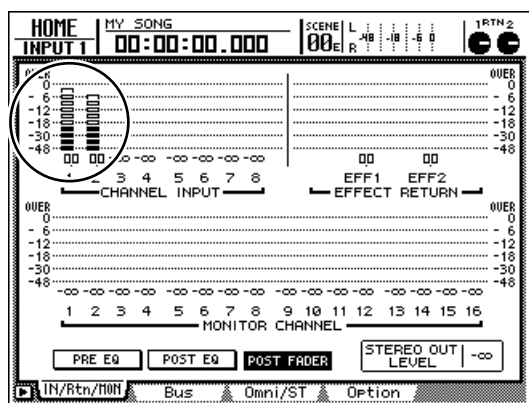 HOME MY SONG SCENE L -48 -18 -6 0 1 RTN 2
INPUT 1 00:00:00.000 00E R
OVER OVER
0 0
- 6 - 6
-12 -12
-18 -18
-30 -30
-48 -48
00 00 -∞ -∞ -∞ -∞ -∞ -∞ 00 00
2 3 4 5 6 7 8 EFF1 EFF2
CHANNEL INPUT EFFECT RETURN
OVER OVER
0 0
- 6 - 6
-12 -12
-18 -18
-30 -30
-48 -48
-∞ -∞ -∞ -∞ -∞ -∞ -∞ -∞ -∞ -∞ -∞ -∞ -∞ -∞ -∞ -∞
1 2 3 4 5 6 7 8 9 10 11 12 13 14 15 16
MONITOR CHANNEL
PRE EQ POST EQ POST FADER STEREO OUT LEVEL -∞
IN/Rtn/MON Bus Omni/ST Option